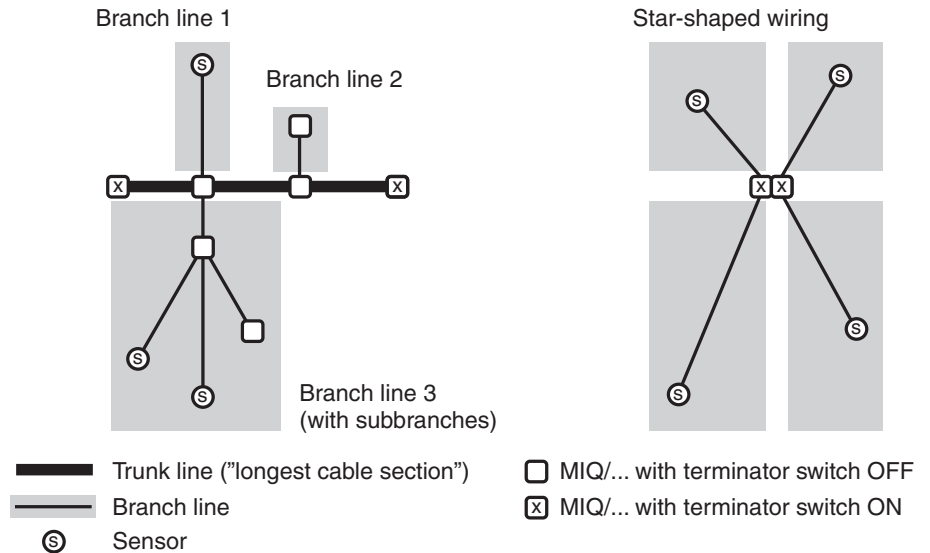 Branch line 1
Star-shaped wiring
S
S
Branch line 2
S
X
X
X X
S
S
S
S
Branch line 3
(with subbranches)
Trunk line ("longest cable section")
MIQ/... with terminator switch OFF
Branch line
X
MIQ/... with terminator switch ON
S
Sensor